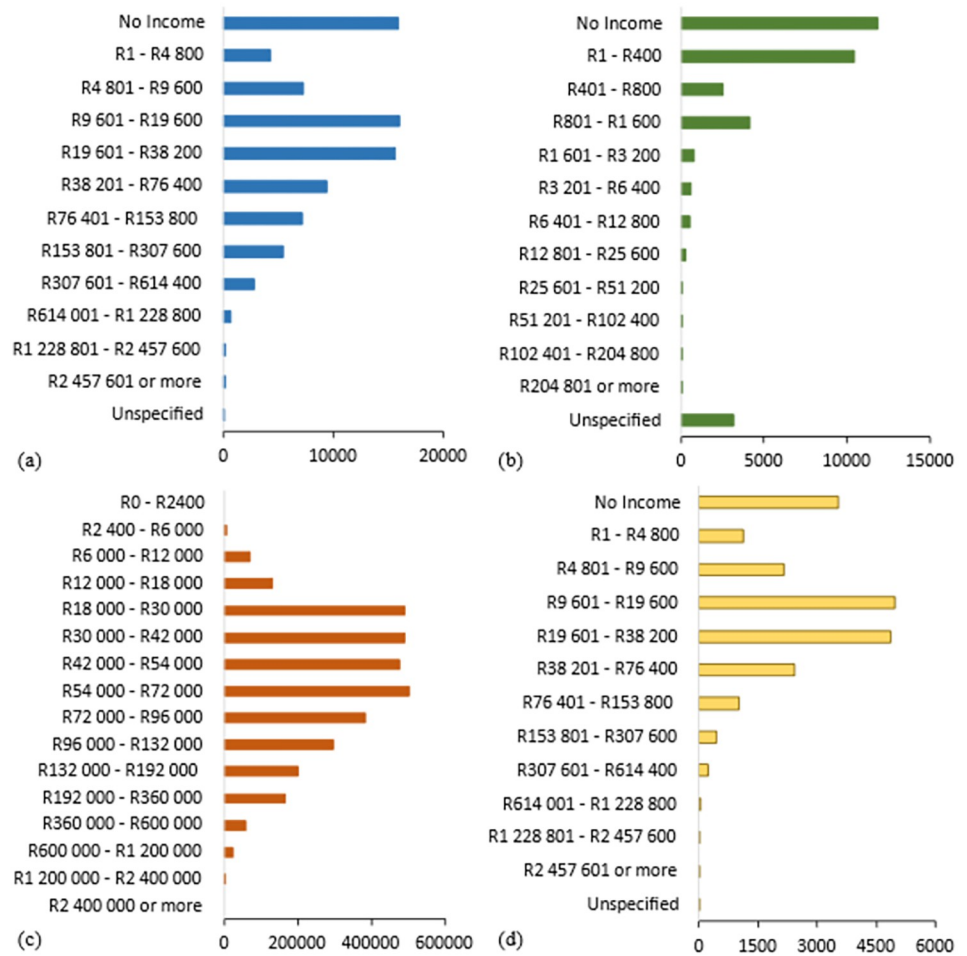 No Income
R1 - R4 800
R4 801 - R9 600
R9 601 - R19 600
R19 601 - R38 200
R38 201 - R76 400
R76 401 - R153 800
R153 801 - R307 600
R307 601 - R614 400
R614 001 - R1 228 800
R1 228 801 - R2 457 600
R2 457 601 or more
Unspecified
0 10000 20000
(a)
No Income
R1 - R400
R401 - R800
R801 - R1 600
R1 601 - R3 200
R3 201 - R6 400
R6 401 - R12 800
R12 801 - R25 600
R25 601 - R51 200
R51 201 - R102 400
R102 401 - R204 800
R204 801 or more
Unspecified
0 5000 10000 15000
(b)
R0 - R2400
R2 400 - R6 000
R6 000 - R12 000
R12 000 - R18 000
R18 000 - R30 000
R30 000 - R42 000
R42 000 - R54 000
R54 000 - R72 000
R72 000 - R96 000
R96 000 - R132 000
R132 000 - R192 000
R192 000 - R360 000
R360 000 - R600 000
R600 000 - R1 200 000
R1 200 000 - R2 400 000
R2 400 000 or more
(c)
0 200000 400000 600000
No Income
R1 - R4 800
R4 801 - R9 600
R9 601 - R19 600
R19 601 - R38 200
R38 201 - R76 400
R76 401 - R153 800
R153 801 - R307 600
R307 601 - R614 400
R614 001 - R1 228 800
R1 228 801 - R2 457 600
R2 457 601 or more
Unspecified
(d)
0 1500 3000 4500 6000